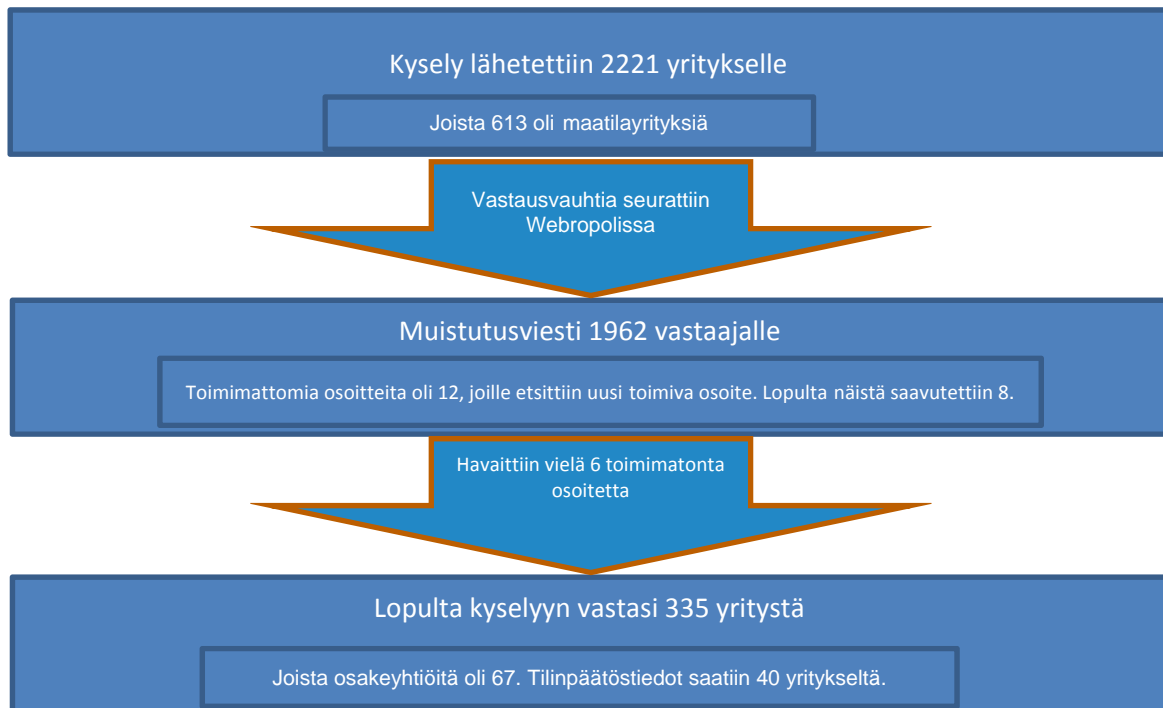 Kysely lähetettiin 2221 yritykselle
Joista 613 oli maatilayrityksiä
Vastausvauhtia seurattiin
Webropolissa
Muistutusviesti 1962 vastaajalle
Toimimattomia osoitteita oli 12, joille etsittiin uusi toimiva osoite. Lopulta näistä saavutettiin 8.
Havaittiin vielä 6 toimimatonta
osoitetta
Lopulta kyselyyn vastasi 335 yritystä
Joista osakeyhtiöitä oli 67. Tilinpäätöstiedot saatiin 40 yritykseltä.